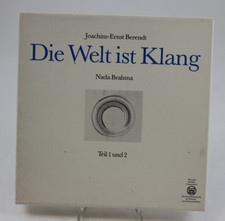 Joachim-Ernst Berendt
Die Welt ist Klang
Nada Brahma
Teil 1 und 2